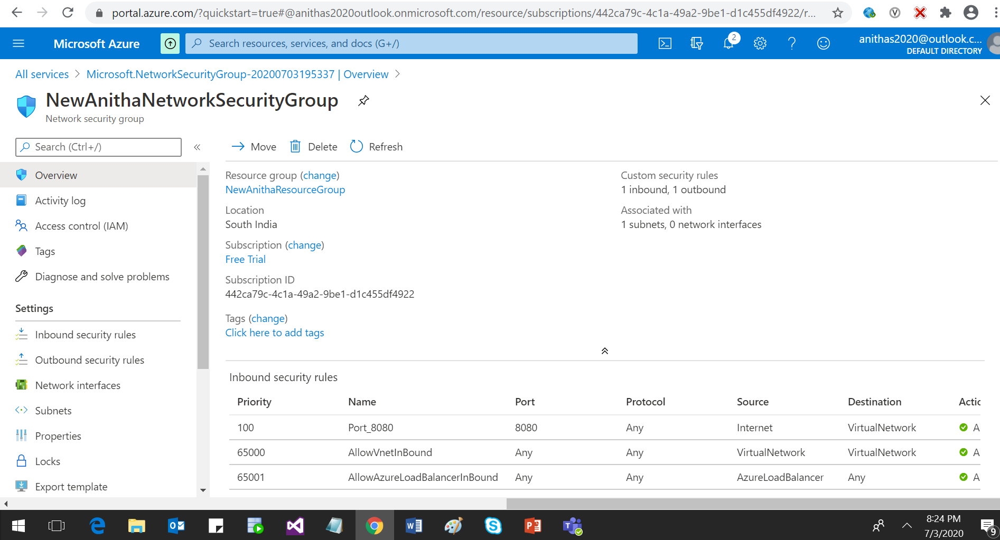 portal.azure.com/?quickstart=true#@anithas2020outlook.onmicrosoft.com/resource/subscriptions/442ca79c-4c1a-49a2-9be1-d1c455df4922/r...
Microsoft Azure
Search resources, services, and docs (G+/)
2
anithas2020@outlook.c...
DEFAULT DIRECTORY
All services > Microsoft.NetworkSecurityGroup-20200703195337 | Overview >
NewAnithaNetworkSecurityGroup
Network security group
Search (Ctrl+/)
«
Move
Delete
Refresh
Overview
Activity log
Access control (IAM)
Tags
Diagnose and solve problems
Settings
Inbound security rules
Outbound security rules
Network interfaces
Subnets
Properties
Locks
Export template
Resource group (change)
NewAnithaResourceGroup
Location
South India
Subscription (change)
Free Trial
Subscription ID
442ca79c-4c1a-49a2-9be1-d1c455df4922
Tags (change)
Click here to add tags
Custom security rules
1 inbound, 1 outbound
Associated with
1 subnets, 0 network interfaces
Inbound security rules
Priority Name Port Protocol Source Destination Actic
100 Port_8080 8080 Any Internet VirtualNetwork A
65000 AllowVnetInBound Any Any VirtualNetwork VirtualNetwork A
65001 AllowAzureLoadBalancerInBound Any Any AzureLoadBalancer Any A
8:24 PM
7/3/2020
9